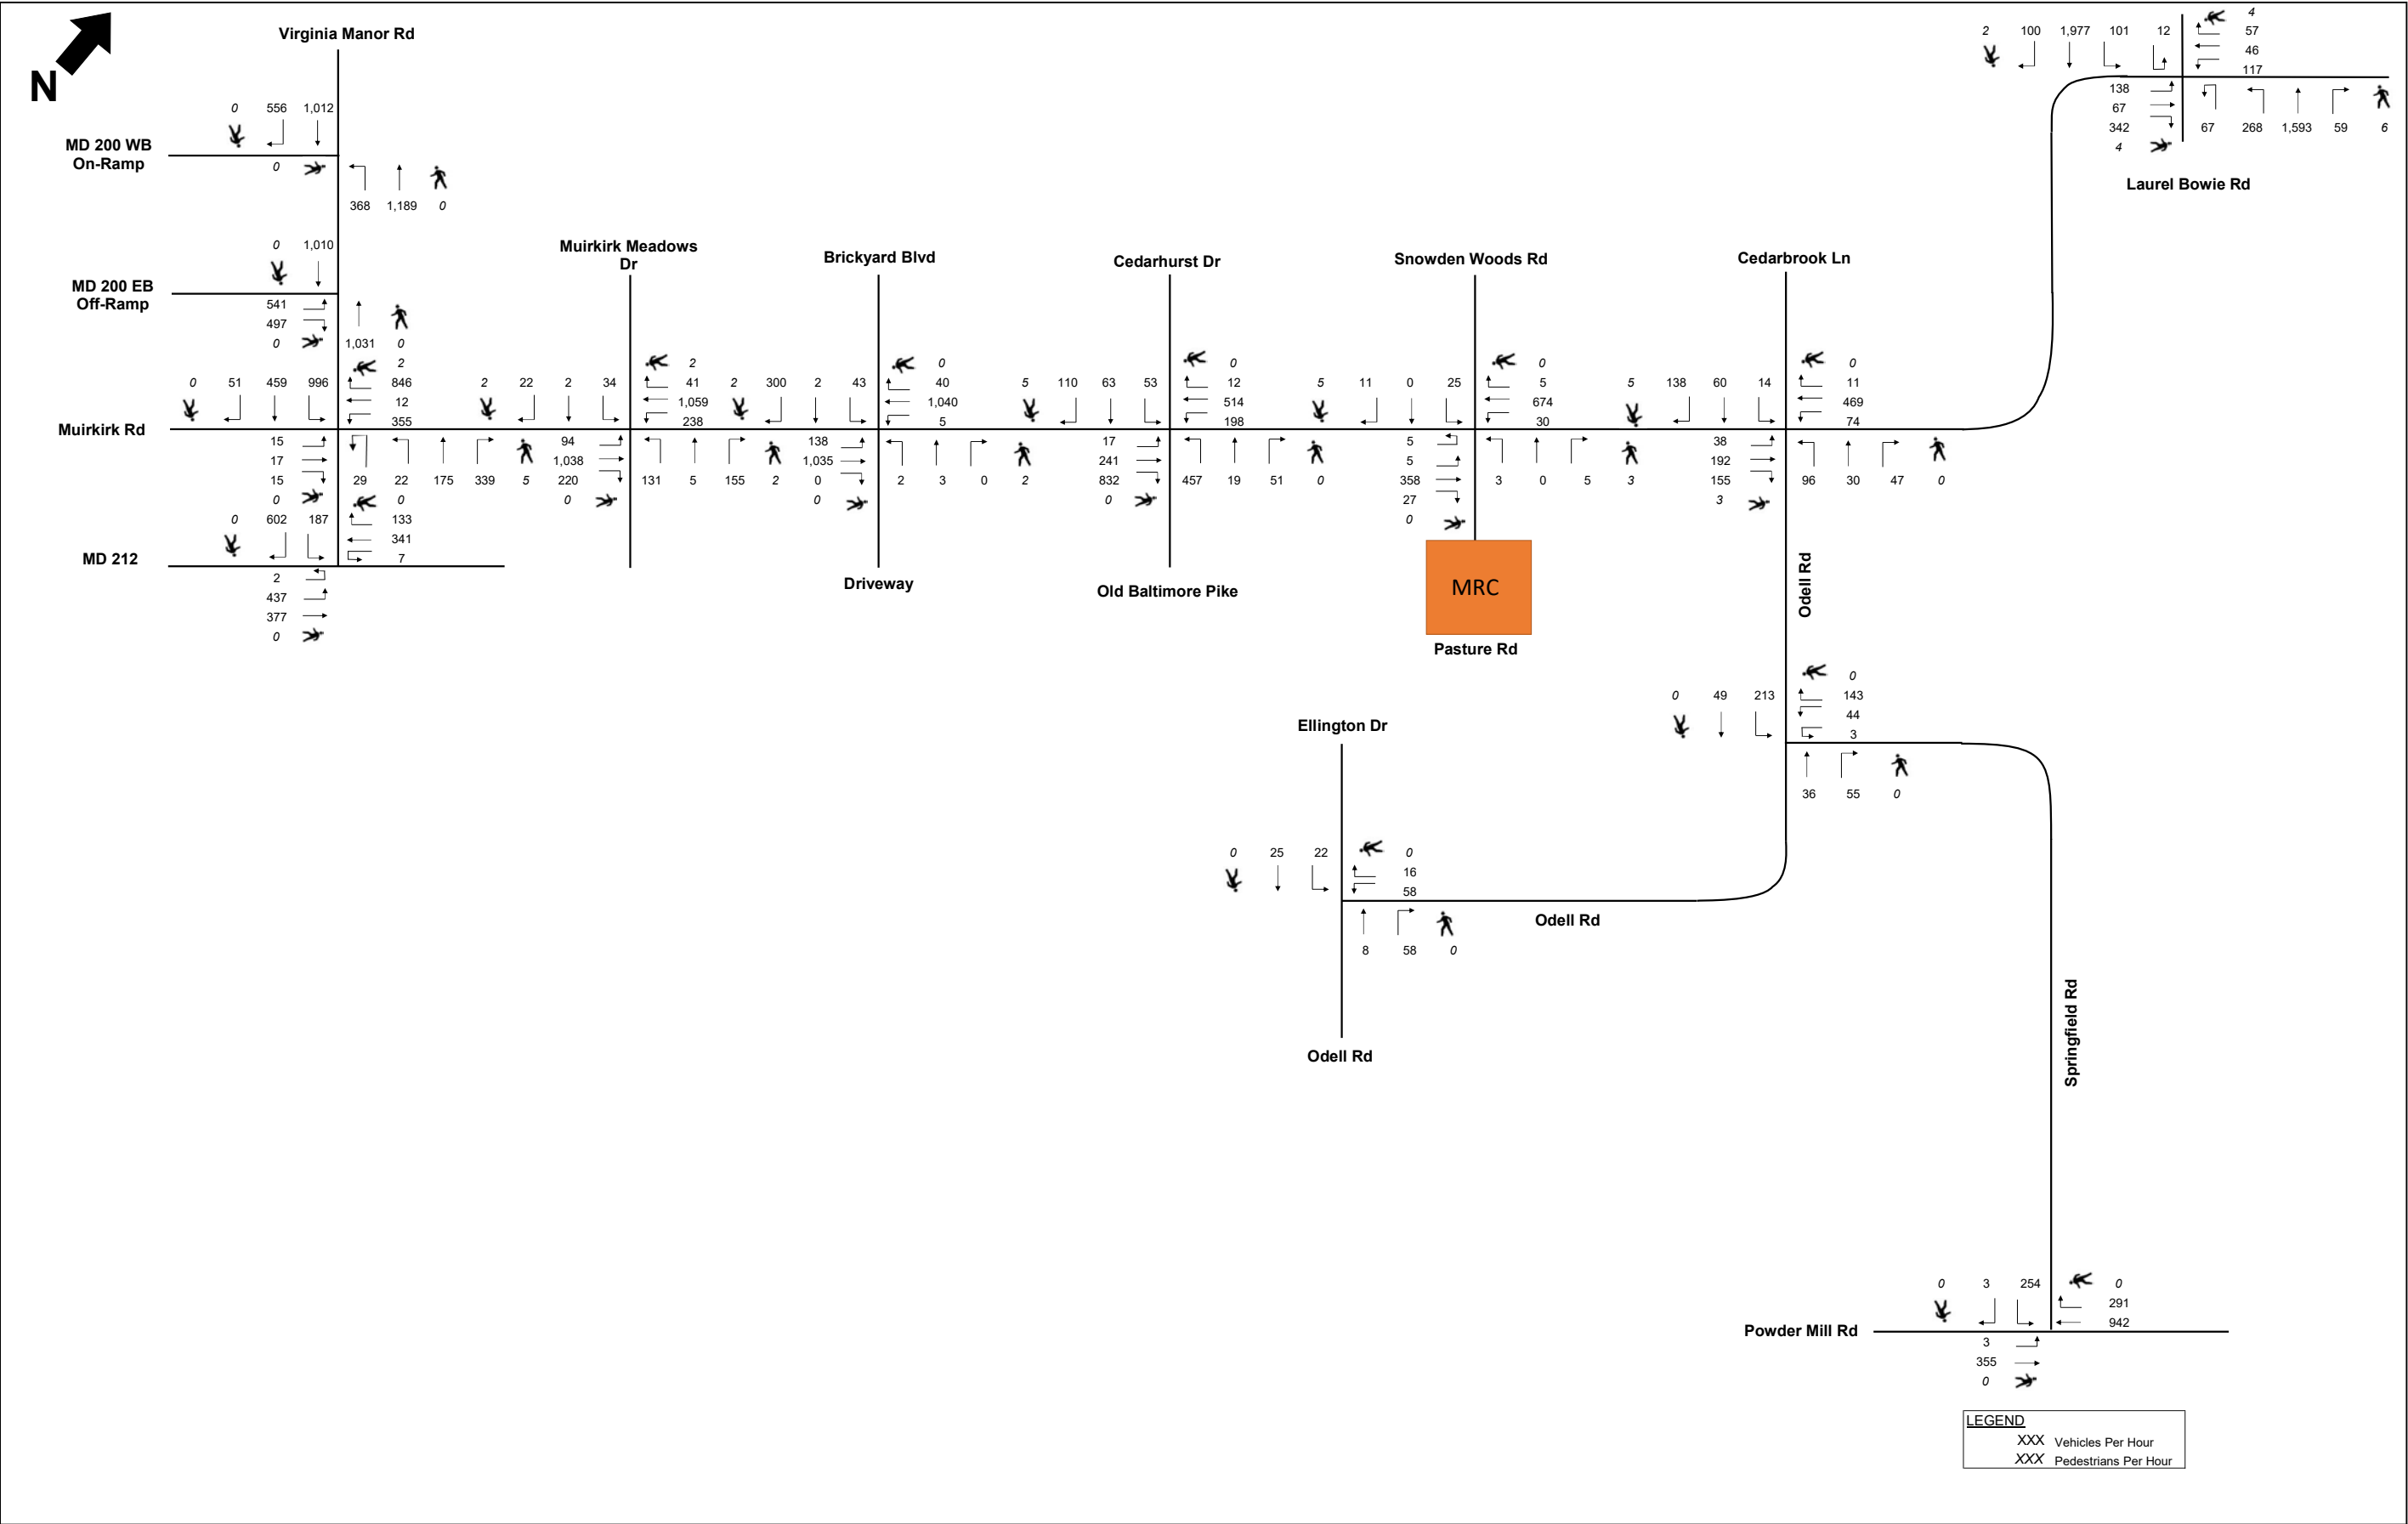 N
Virginia Manor Rd
2 100 1,977 101 12
4
57
46
117
138
67
342
4
67 268 1,593 59 6
Laurel Bowie Rd
0 556 1,012
MD 200 WB
On-Ramp
0
368 1,189 0
0 1,010
MD 200 EB
Off-Ramp
541
497
0
1,031 0
Muirkirk Meadows
Dr
Brickyard Blvd
Cedarhurst Dr
Snowden Woods Rd
Cedarbrook Ln
0 51 459 996
2
846
12
355
Muirkirk Rd
15
17
15
0
29 22 175 339 5
2 22 2 34
2
41
1,059
238
94
1,038
220
0
131 5 155 2
2 300 2 43
0
40
1,040
5
138
1,035
0
0
2 3 0 2
Driveway
5 110 63 53
0
12
514
198
17
241
832
0
457 19 51 0
Old Baltimore Pike
5 11 0 25
0
5
674
30
5
5
358
27
0
3 0 5 3
MRC
Pasture Rd
5 138 60 14
0
11
469
74
38
192
155
3
96 30 47 0
Odell Rd
0 602 187
0
133
341
7
MD 212
2
437
377
0
0 49 213
0
143
44
3
36 55 0
Ellington Dr
0 25 22
0
16
58
8 58 0
Odell Rd
Odell Rd
Springfield Rd
0 3 254
0
291
942
Powder Mill Rd
3
355
0
LEGEND
XXX Vehicles Per Hour
XXX Pedestrians Per Hour